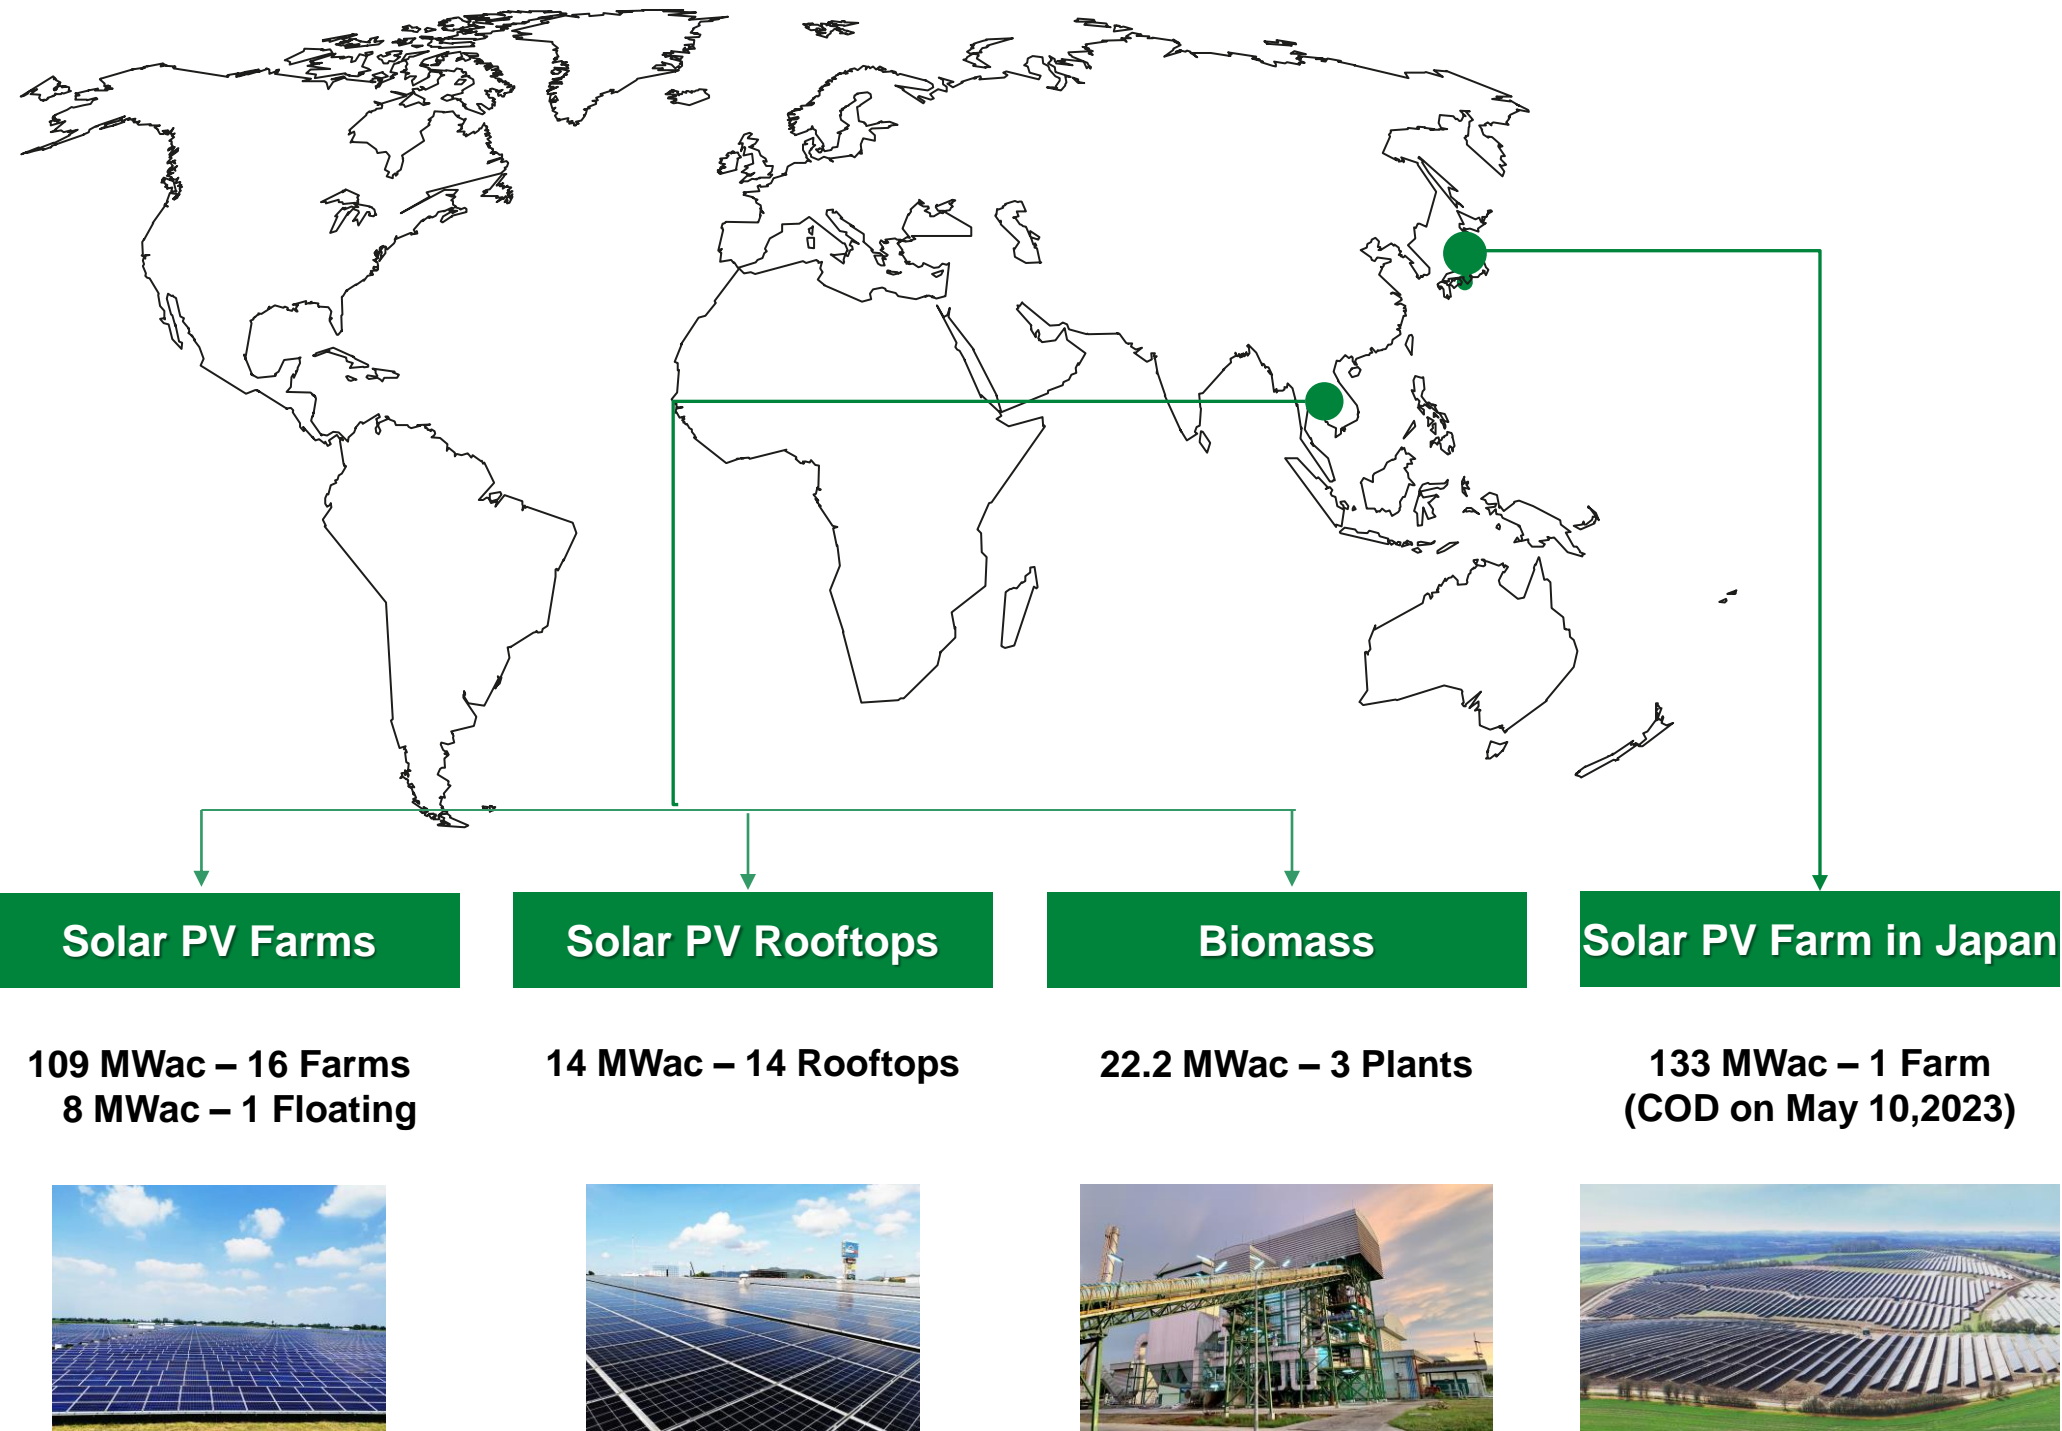 Solar PV Farms
109 MWac – 16 Farms
8 MWac – 1 Floating
Solar PV Rooftops
14 MWac – 14 Rooftops
Biomass
22.2 MWac – 3 Plants
Solar PV Farm in Japan
133 MWac – 1 Farm
(COD on May 10,2023)